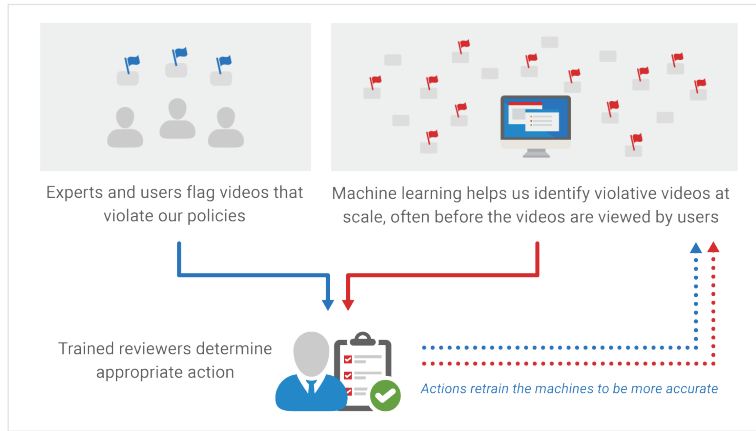 Experts and users flag videos that
violate our policies
Machine learning helps us identify violative videos at
scale, often before the videos are viewed by users
Trained reviewers determine
appropriate action
Actions retrain the machines to be more accurate